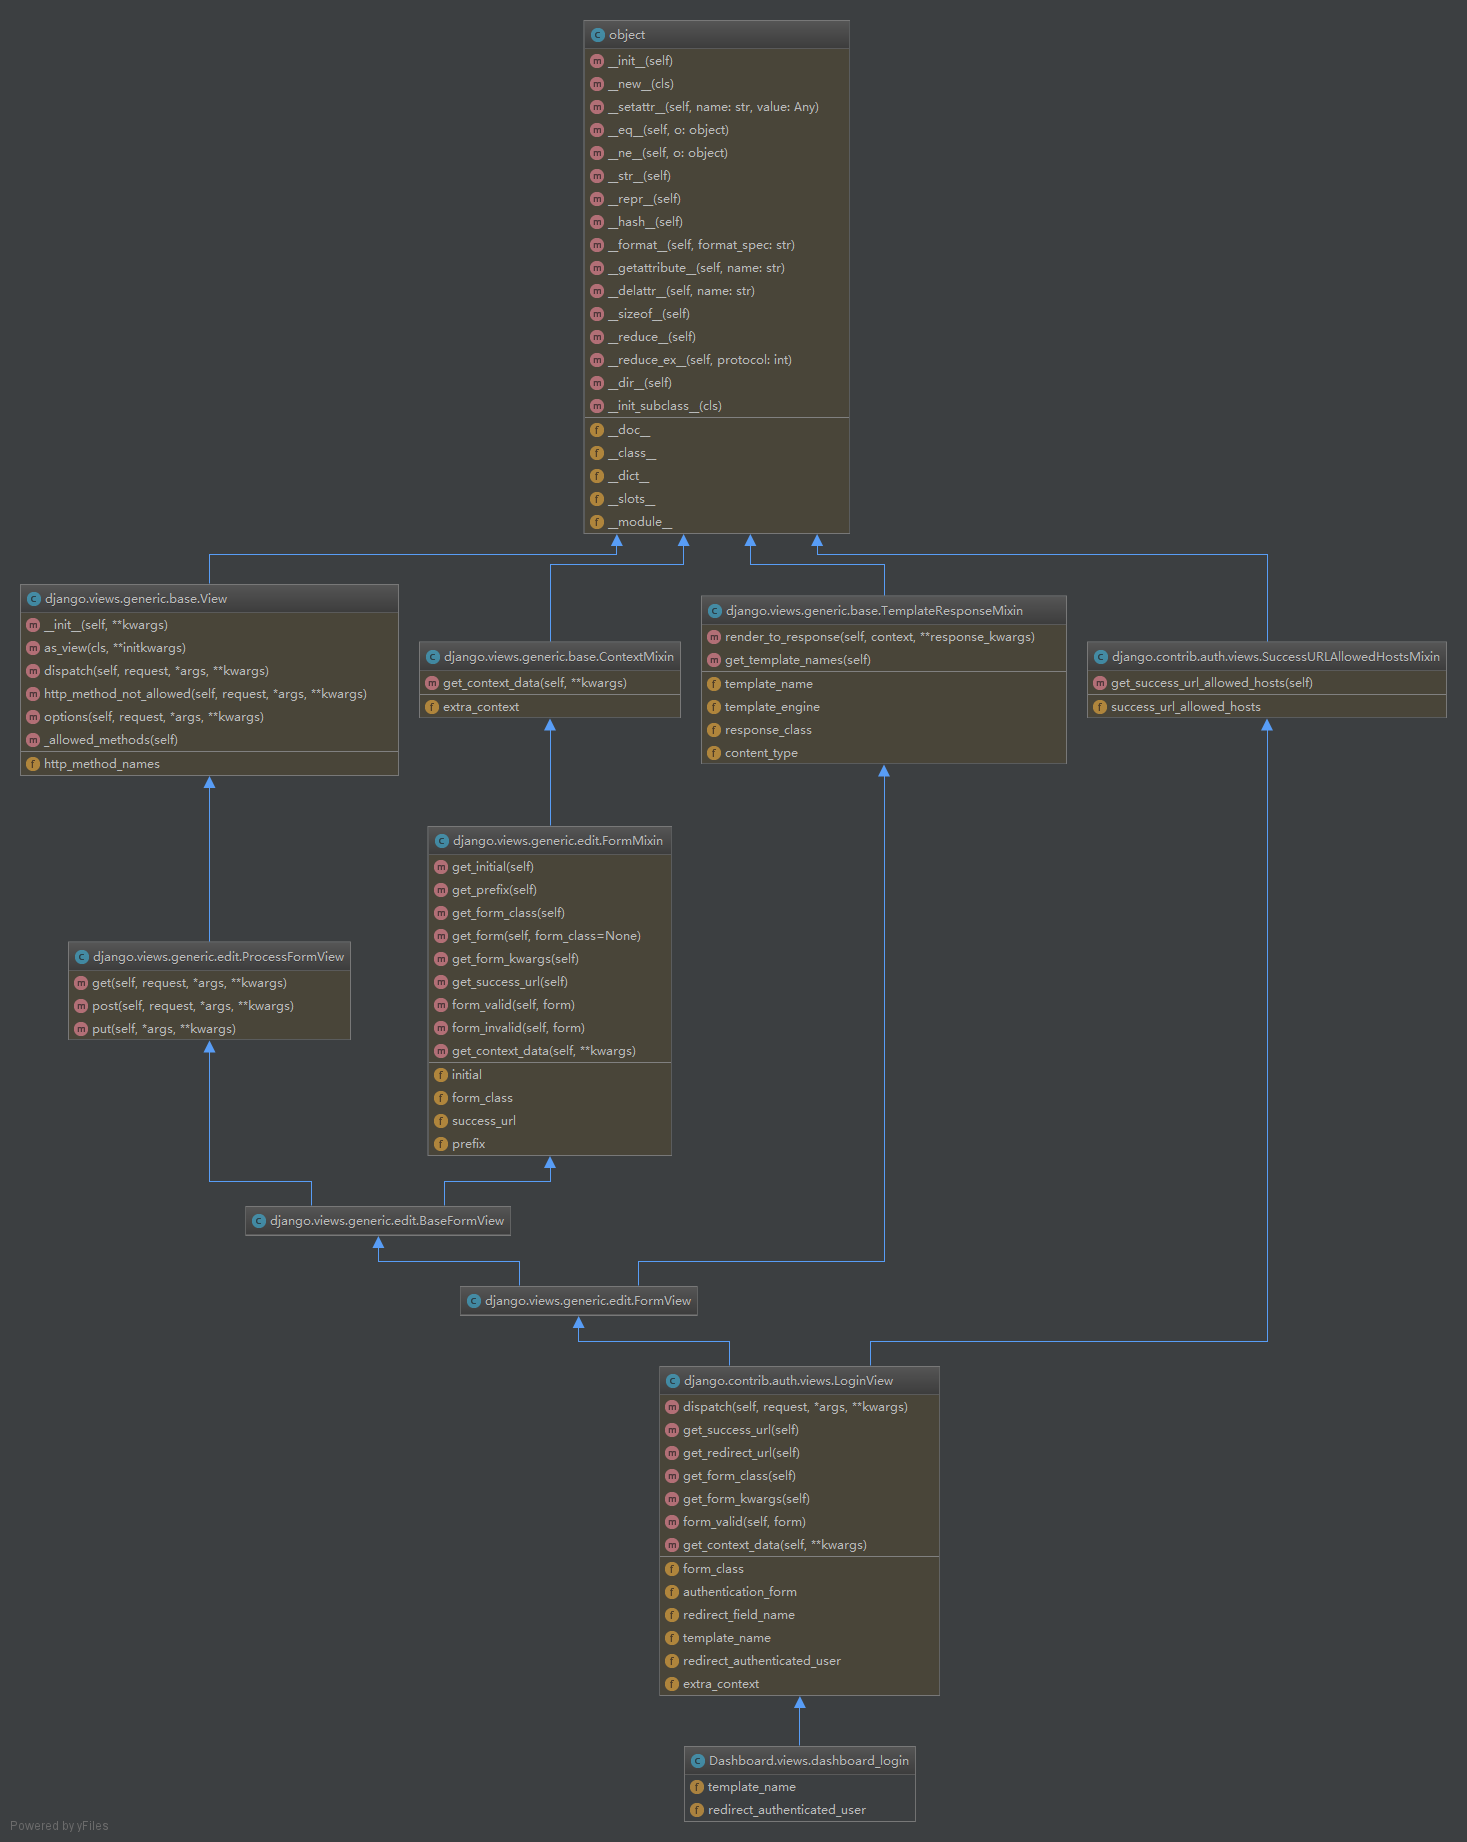 object
__init__(self)
__new__(cls)
__setattr__(self, name: str, value: Any)
__eq__(self, o: object)
__ne__(self, o: object)
__str__(self)
__repr__(self)
__hash__(self)
__format__(self, format_spec: str)
__getattribute__(self, name: str)
__delattr__(self, name: str)
__sizeof__(self)
__reduce__(self)
__reduce_ex__(self, protocol: int)
__dir__(self)
__init_subclass__(cls)
__doc__
__class__
__dict__
__slots__
__module__
django.views.generic.base.View
__init__(self, **kwargs)
as_view(cls, **initkwargs)
dispatch(self, request, *args, **kwargs)
http_method_not_allowed(self, request, *args, **kwargs)
options(self, request, *args, **kwargs)
_allowed_methods(self)
http_method_names
django.views.generic.base.ContextMixin
get_context_data(self, **kwargs)
extra_context
django.views.generic.base.TemplateResponseMixin
render_to_response(self, context, **response_kwargs)
get_template_names(self)
template_name
template_engine
response_class
content_type
django.contrib.auth.views.SuccessURLAllowedHostsMixin
get_success_url_allowed_hosts(self)
success_url_allowed_hosts
django.views.generic.edit.FormMixin
get_initial(self)
get_prefix(self)
get_form_class(self)
get_form(self, form_class=None)
get_form_kwargs(self)
get_success_url(self)
form_valid(self, form)
form_invalid(self, form)
get_context_data(self, **kwargs)
initial
form_class
success_url
prefix
django.views.generic.edit.ProcessFormView
get(self, request, *args, **kwargs)
post(self, request, *args, **kwargs)
put(self, *args, **kwargs)
django.views.generic.edit.BaseFormView
django.views.generic.edit.FormView
django.contrib.auth.views.LoginView
dispatch(self, request, *args, **kwargs)
get_success_url(self)
get_redirect_url(self)
get_form_class(self)
get_form_kwargs(self)
form_valid(self, form)
get_context_data(self, **kwargs)
form_class
authentication_form
redirect_field_name
template_name
redirect_authenticated_user
extra_context
Dashboard.views.dashboard_login
template_name
redirect_authenticated_user
Powered by yFiles